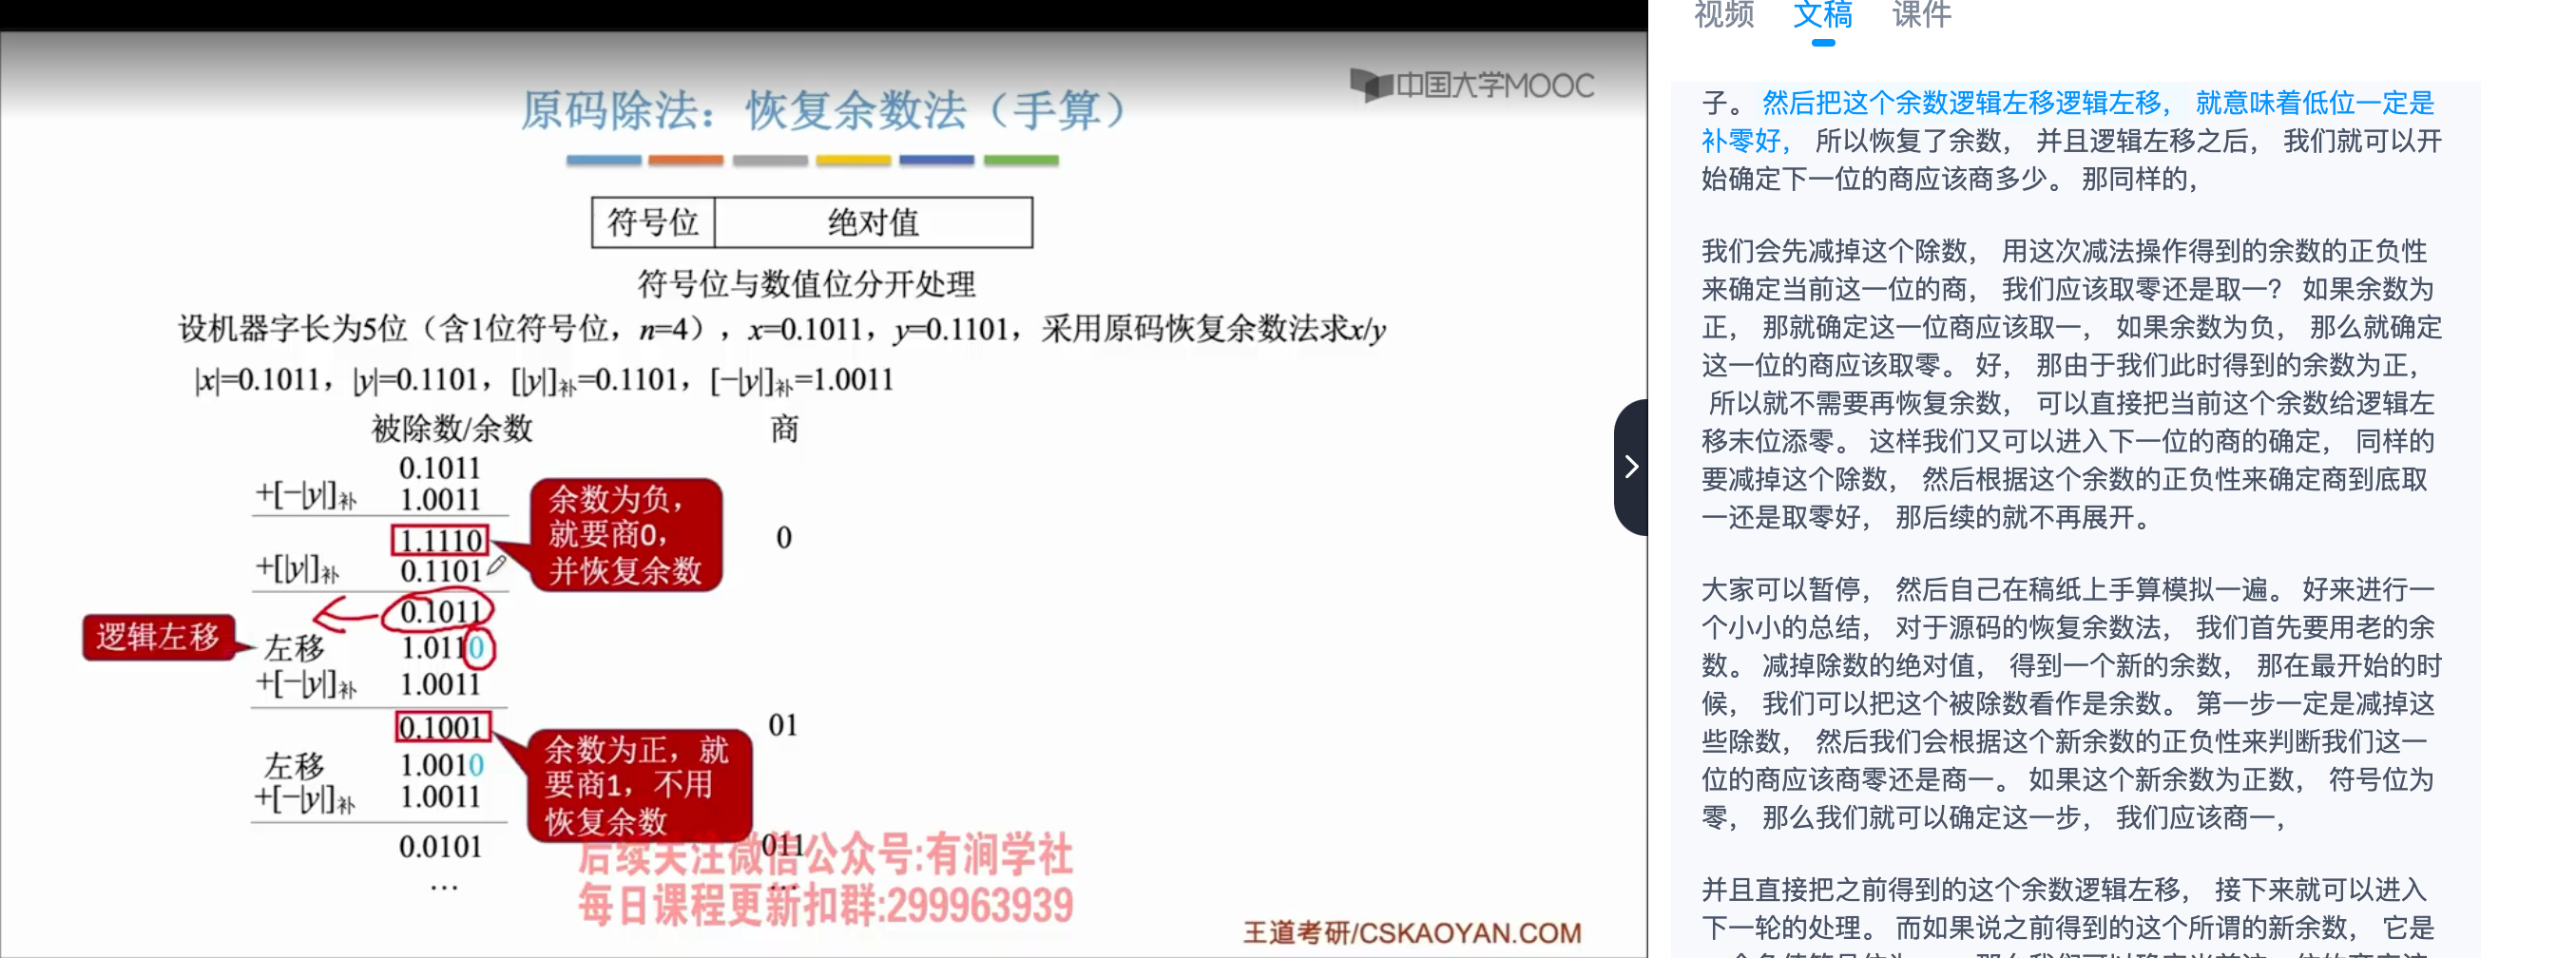 中国大学MOOC
原码除法：恢复余数法（手算）
符号位 绝对值
符号位与数值位分开处理
设机器字长为5位（含1位符号位，n=4），x=0.1011，y=0.1101，采用原码恢复余数法求x/y
|x|=0.1011，|y|=0.1101，[|y|]补=0.1101，[−|y|]补=1.0011
被除数/余数 商
0.1011
+[−|y|]补 1.0011
余数为负，
就要商0，
并恢复余数
1.1110 0
+[|y|]补 0.1101
0.1011
逻辑左移
左移 1.0110
+[−|y|]补 1.0011
0.1001 01
余数为正，就
要商1，不用
恢复余数
左移 1.0010
+[−|y|]补 1.0011
0.0101 011
... ...
后续关注微信公众号:有涧学社
每日课程更新扣群:299963939
王道考研/CSKAOYAN.COM
视频 文稿 课件
子。 然后把这个余数逻辑左移逻辑左移， 就意味着低位一定是
补零好， 所以恢复了余数， 并且逻辑左移之后， 我们就可以开
始确定下一位的商应该商多少。 那同样的，
我们会先减掉这个除数， 用这次减法操作得到的余数的正负性
来确定当前这一位的商， 我们应该取零还是取一？ 如果余数为
正， 那就确定这一位商应该取一， 如果余数为负， 那么就确定
这一位的商应该取零。 好， 那由于我们此时得到的余数为正，
所以就不需要再恢复余数， 可以直接把当前这个余数给逻辑左
移末位添零。 这样我们又可以进入下一位的商的确定， 同样的
要减掉这个除数， 然后根据这个余数的正负性来确定商到底取
一还是取零好， 那后续的就不再展开。
大家可以暂停， 然后自己在稿纸上手算模拟一遍。 好来进行一
个小小的总结， 对于源码的恢复余数法， 我们首先要用老的余
数。 减掉除数的绝对值， 得到一个新的余数， 那在最开始的时
候， 我们可以把这个被除数看作是余数。 第一步一定是减掉这
些除数， 然后我们会根据这个新余数的正负性来判断我们这一
位的商应该商零还是商一。 如果这个新余数为正数， 符号位为
零， 那么我们就可以确定这一步， 我们应该商一，
并且直接把之前得到的这个余数逻辑左移， 接下来就可以进入
下一轮的处理。 而如果说之前得到的这个所谓的新余数， 它是